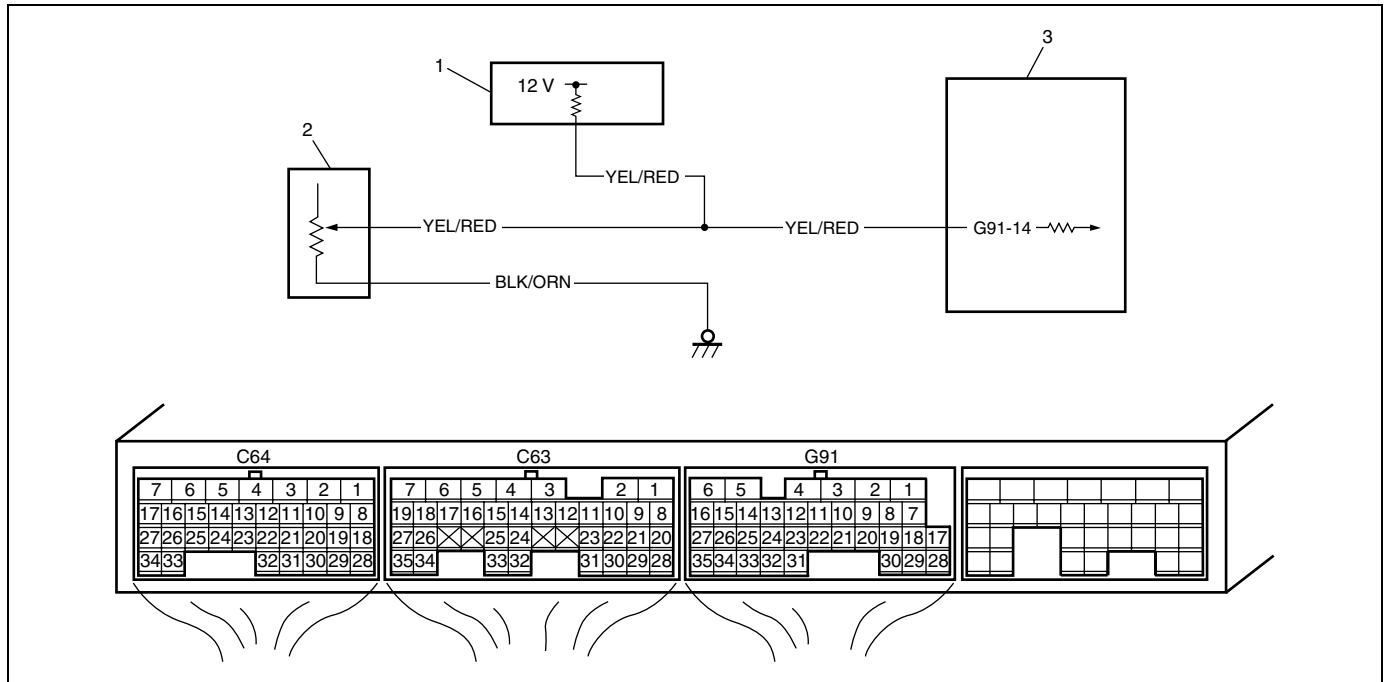 3
1
12 V
2
YEL/RED
YEL/RED
YEL/RED
G91-14
BLK/ORN
C64
C63
G91
7 6 5 4 3 2 1
7 6 5 4 3 2 1
6 5 4 3 2 1
17 16 15 14 13 12 11 10 9 8
19 18 17 16 15 14 13 12 11 10 9 8
16 15 14 13 12 11 10 9 8 7
27 26 25 24 23 22 21 20 19 18
27 26 25 24 23 22 21 20
27 26 25 24 23 22 21 20 19 18 17
34 33 32 31 30 29 28
35 34 33 32 31 30 29 28
35 34 33 32 31 30 29 28